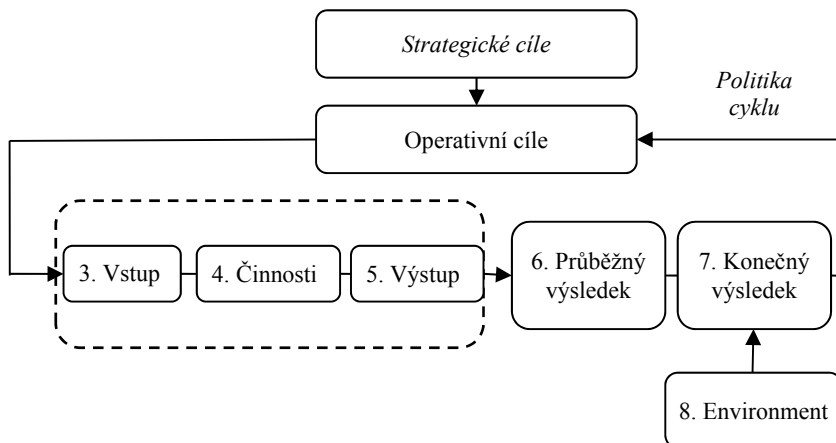 Strategické cíle
Politika
cyklu
Operativní cíle
3. Vstup
4. Činnosti
5. Výstup
6. Průběžný
výsledek
7. Konečný
výsledek
8. Environment